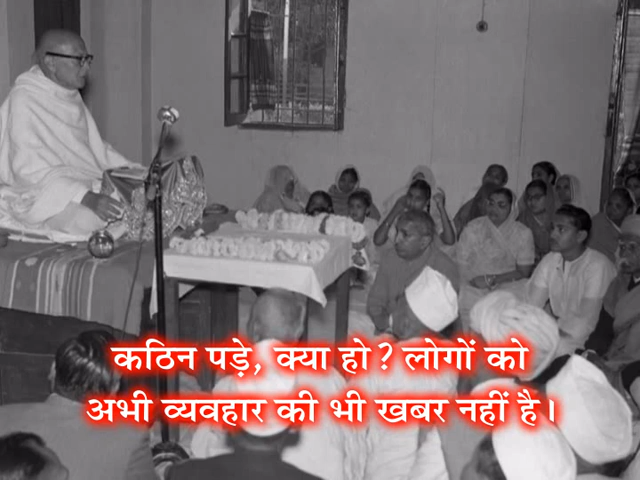 कठिन पड़े, क्या हो? लोगों को
अभी व्यवहार की भी खबर नहीं है।